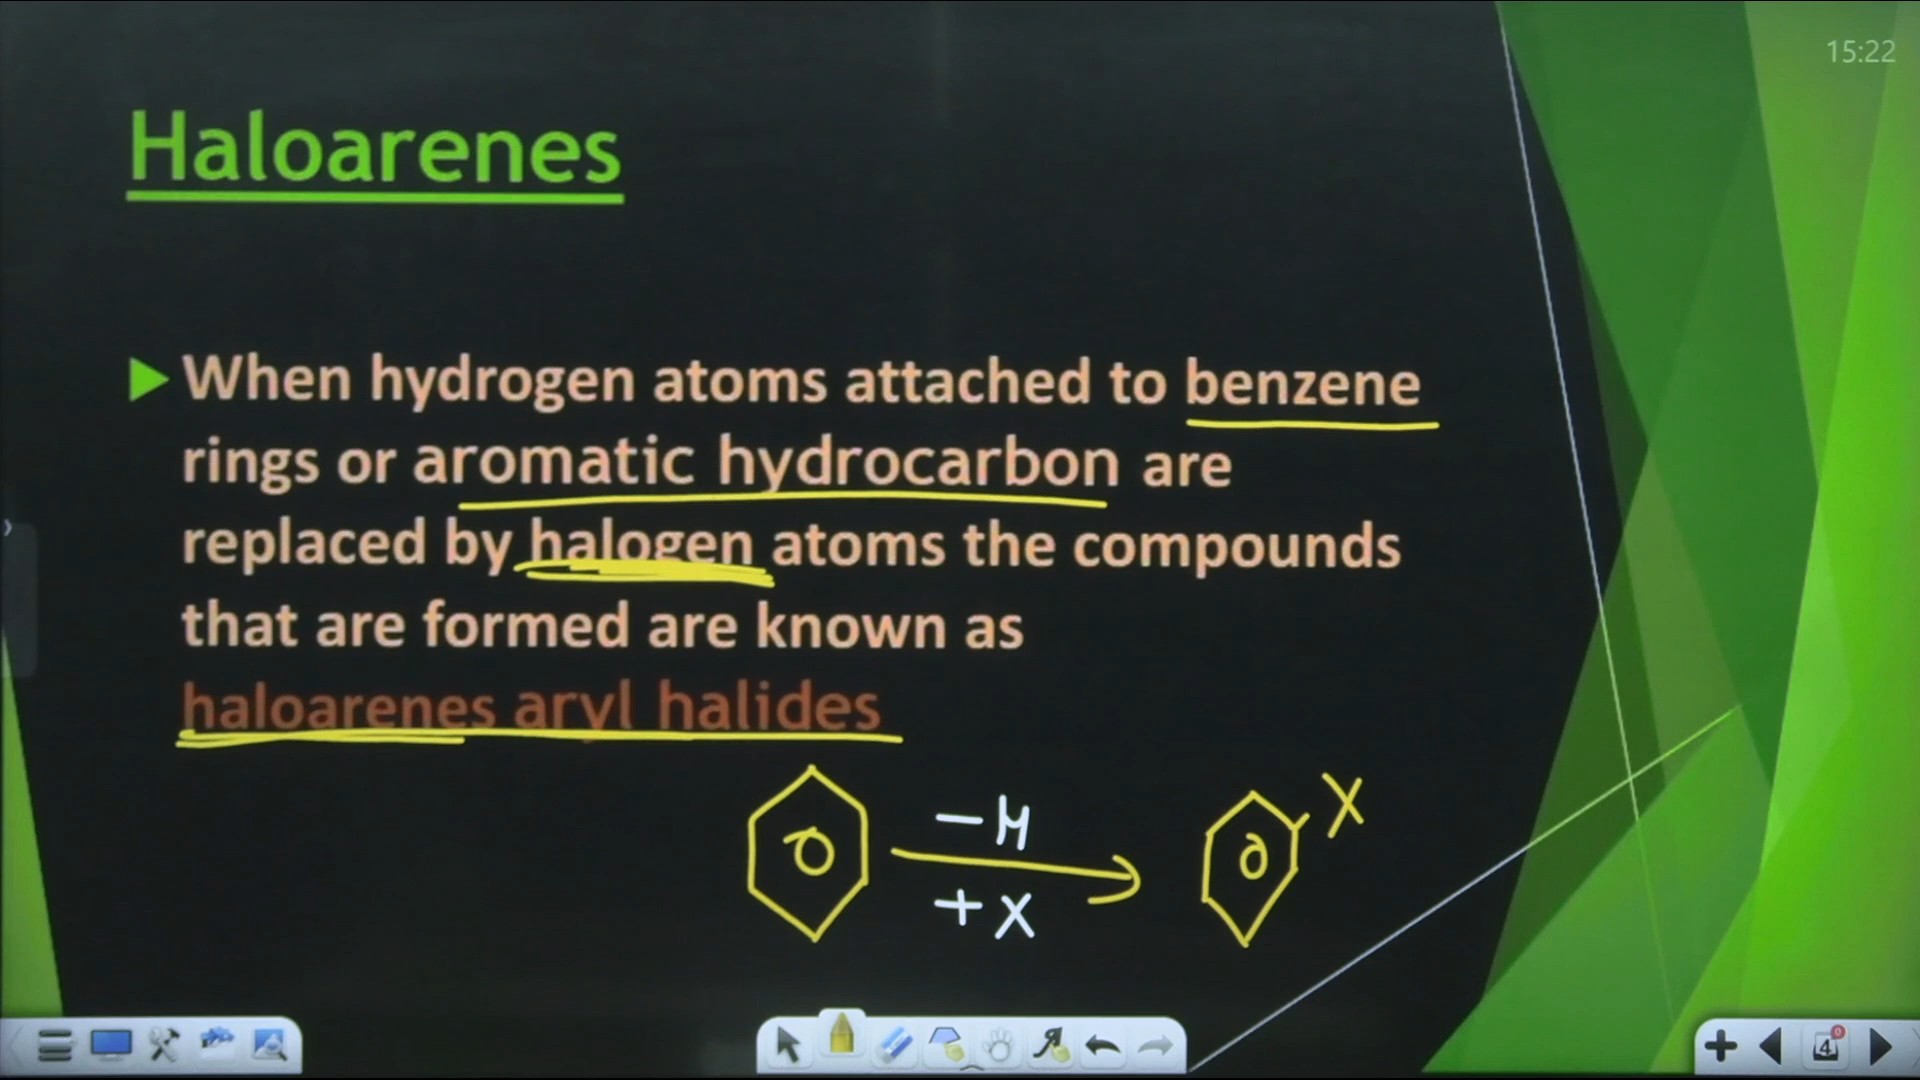 15:22
Haloarenes
When hydrogen atoms attached to benzene
rings or aromatic hydrocarbon are
replaced by halogen atoms the compounds
that are formed are known as
haloarenes aryl halides
X
-H
+X
4
0